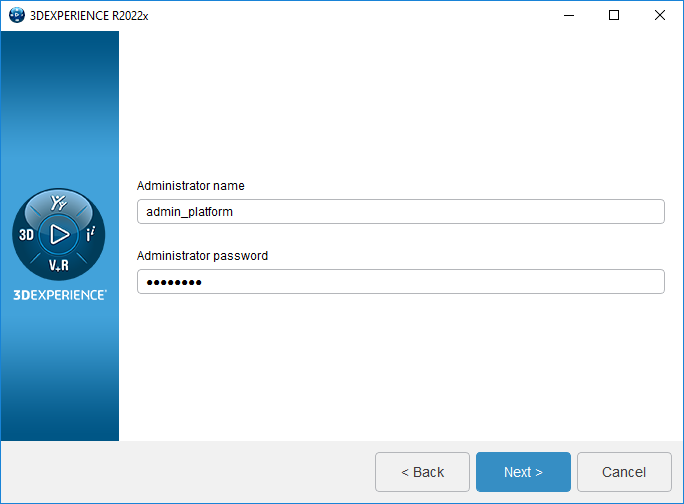 3DEXPERIENCE R2022x
3D
V+R
3DEXPERIENCE
Administrator name
admin_platform
Administrator password
●●●●●●●●
< Back
Next >
Cancel